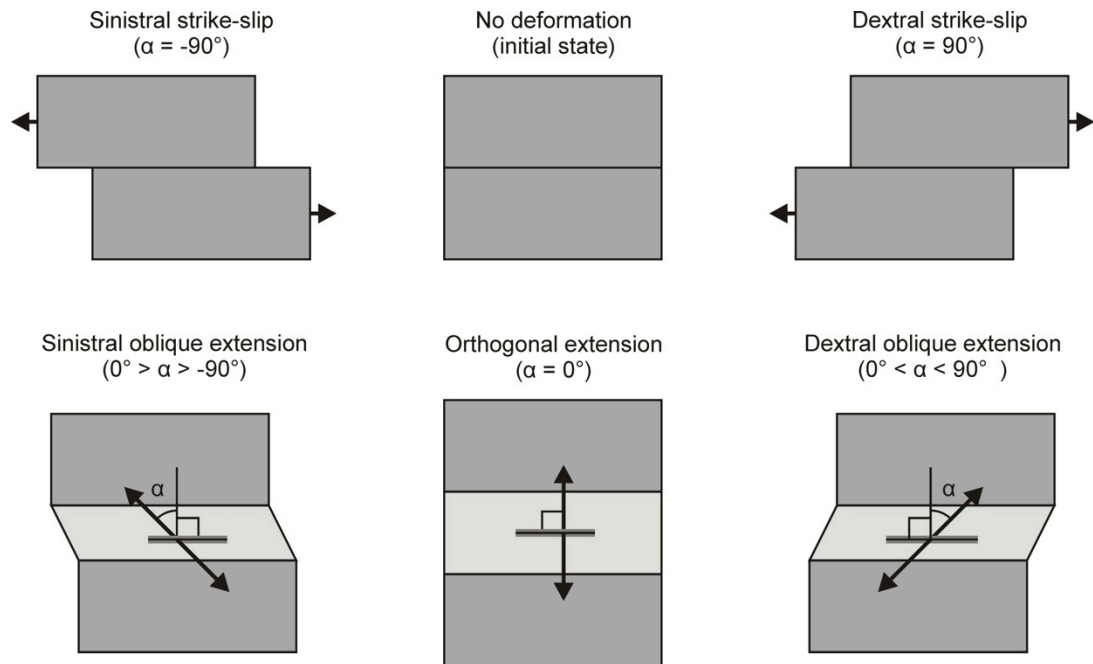 Sinistral strike-slip
(α = -90°)
No deformation
(initial state)
Dextral strike-slip
(α = 90°)
Sinistral oblique extension
(0° > α > -90°)
Orthogonal extension
(α = 0°)
Dextral oblique extension
(0° < α < 90° )
α
α